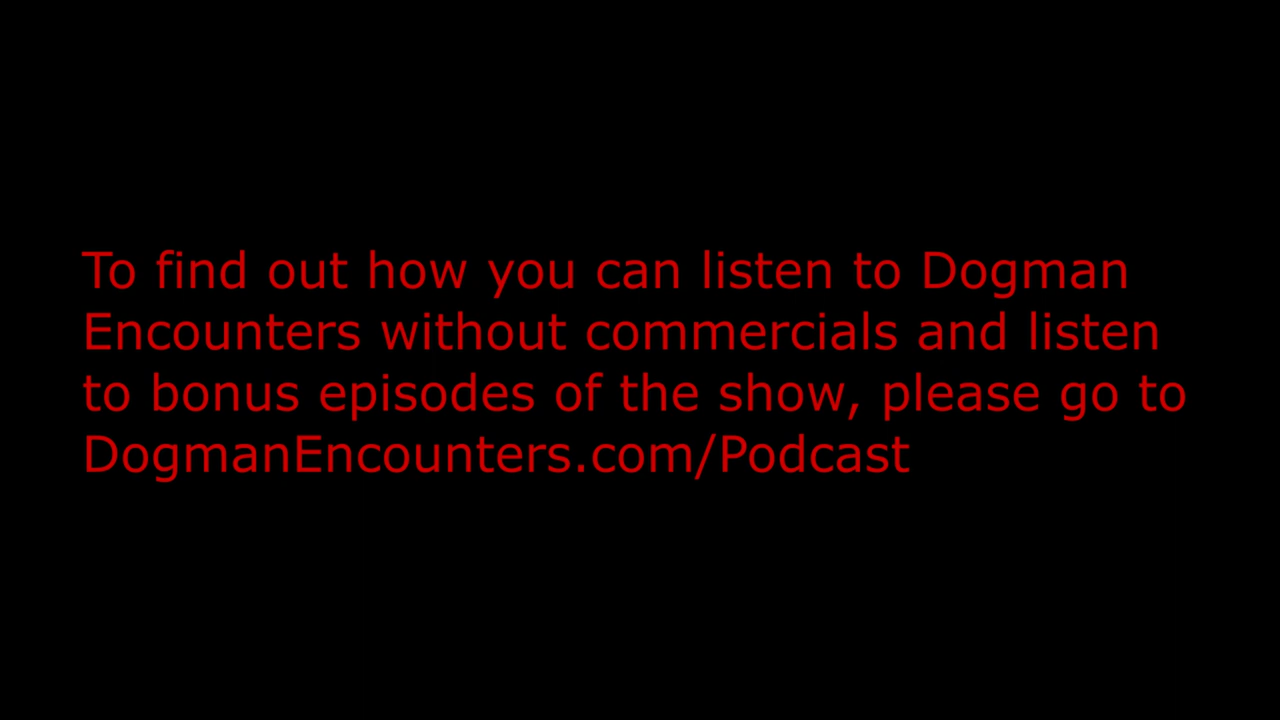 To find out how you can listen to Dogman
Encounters without commercials and listen
to bonus episodes of the show, please go to
DogmanEncounters.com/Podcast